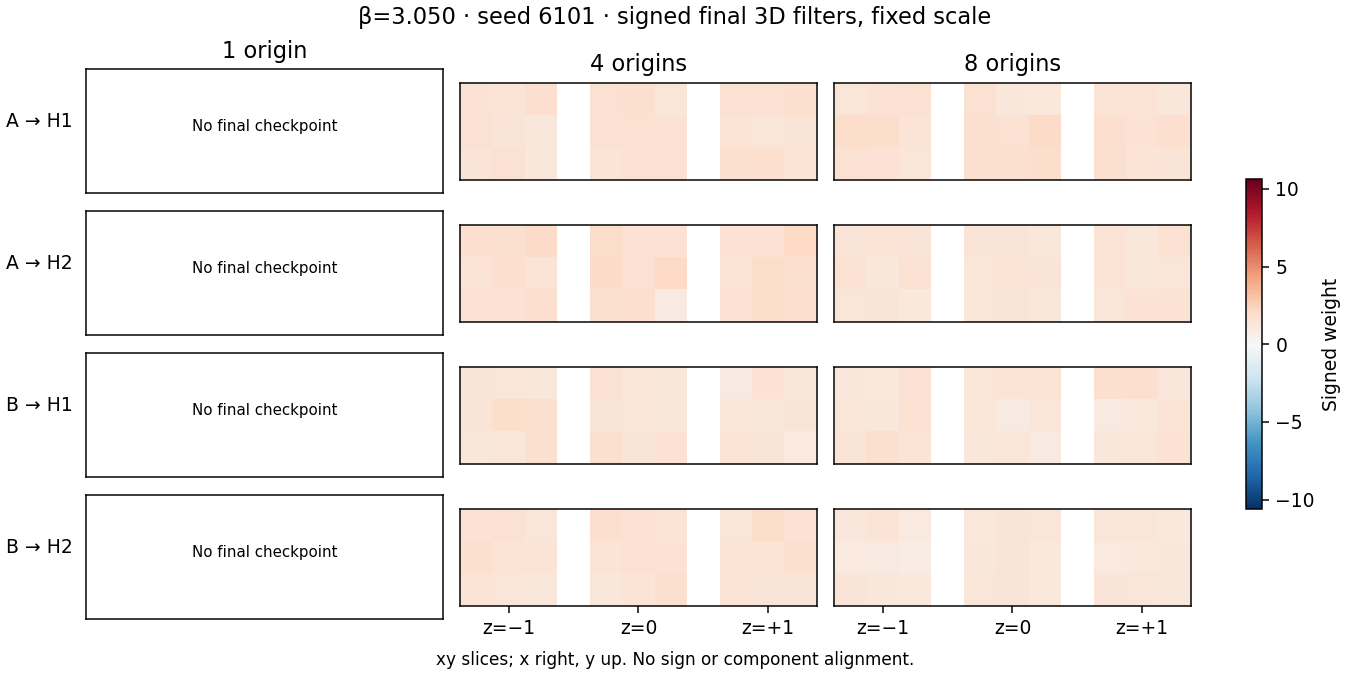 β=3.050 · seed 6101 · signed final 3D filters, fixed scale
1 origin
4 origins
8 origins
A → H1
No final checkpoint
A → H2
No final checkpoint
B → H1
No final checkpoint
B → H2
No final checkpoint
z=−1
z=0
z=+1
z=−1
z=0
z=+1
10
5
0
−5
−10
Signed weight
xy slices; x right, y up. No sign or component alignment.